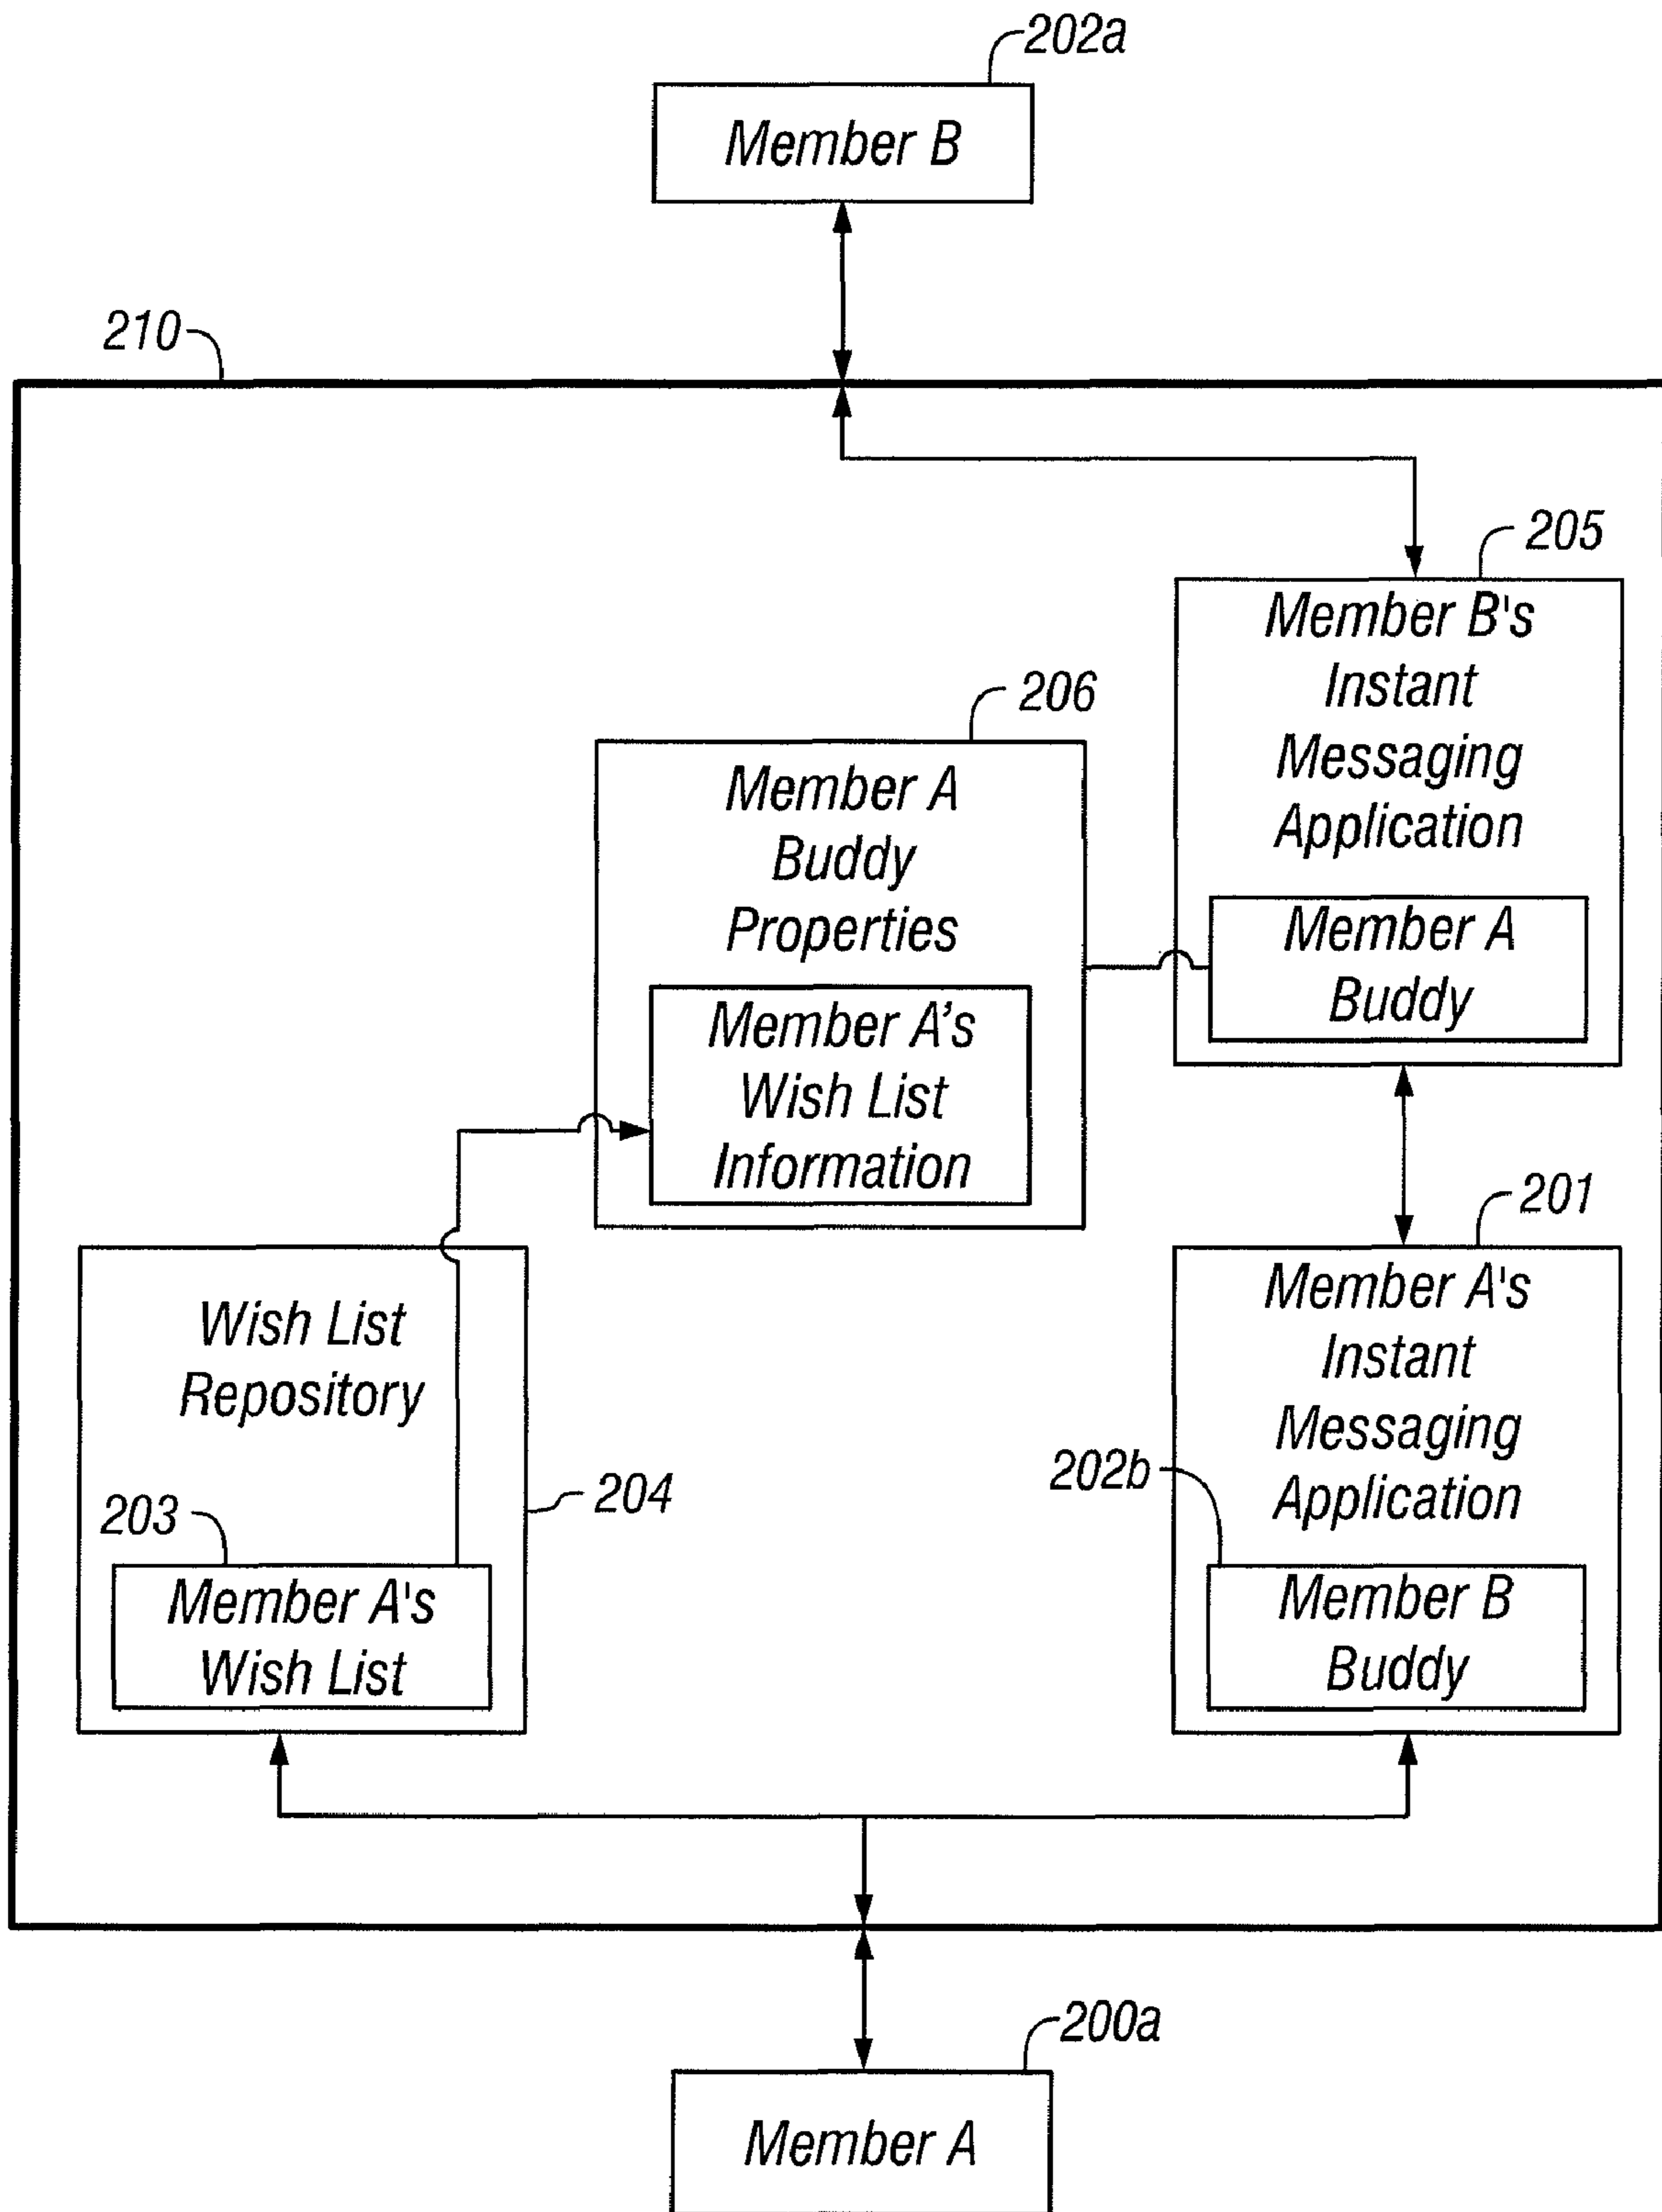 202a
Member B
210
205
Member B's
Instant
Messaging
Application
Member A
Buddy
206
Member A
Buddy
Properties
Member A's
Wish List
Information
201
Member A's
Instant
Messaging
Application
202b
Member B
Buddy
Wish List
Repository
204
203
Member A's
Wish List
200a
Member A